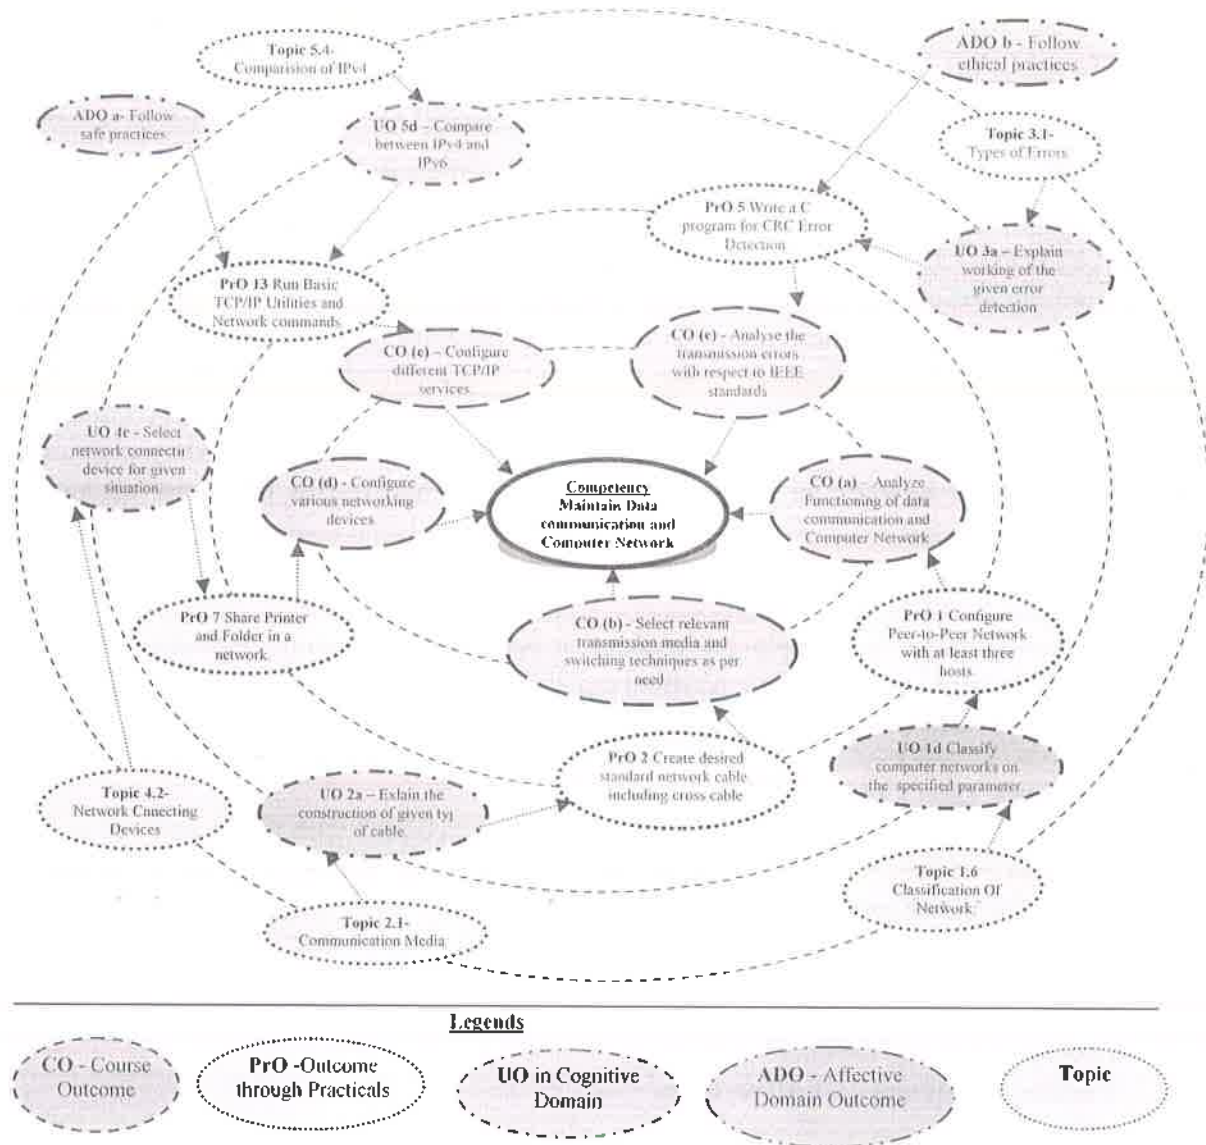 Topic 5.4-
Comparision of IPv4
ADO b - Follow
ethical practices
ADO a- Follow
safe practices
UO 5d – Compare
between IPv4 and
IPv6
Topic 3.1-
Types of Errors
PrO 5 Write a C
program for CRC Error
Detection
UO 3a – Explain
working of the
given error
detection
PrO 13 Run Basic
TCP/IP Utilities and
Network commands
CO (e) – Configure
different TCP/IP
services.
CO (c) - Analyse the
transmission errors
with respect to IEEE
standards
UO 4c - Select
network connectin
device for given
situation
CO (d) - Configure
various networking
devices
Competency
Maintain Data
communication and
Computer Network
CO (a) – Analyze
Functioning of data
communication and
Computer Network
PrO 7 Share Printer
and Folder in a
network
CO (b) - Select relevant
transmission media and
switching techniques as per
need
PrO 1 Configure
Peer-to-Peer Network
with at least three
hosts
PrO 2 Create desired
standard network cable
including cross cable
UO 1d Classify
computer networks on
the specified parameter
Topic 4.2-
Network Cnnecting
Devices
UO 2a – Exlain the
construction of given typ
of cable
Topic 1.6
Classification Of
Network
Topic 2.1-
Communication Media
Legends
CO - Course
Outcome
PrO -Outcome
through Practicals
UO in Cognitive
Domain
ADO - Affective
Domain Outcome
Topic